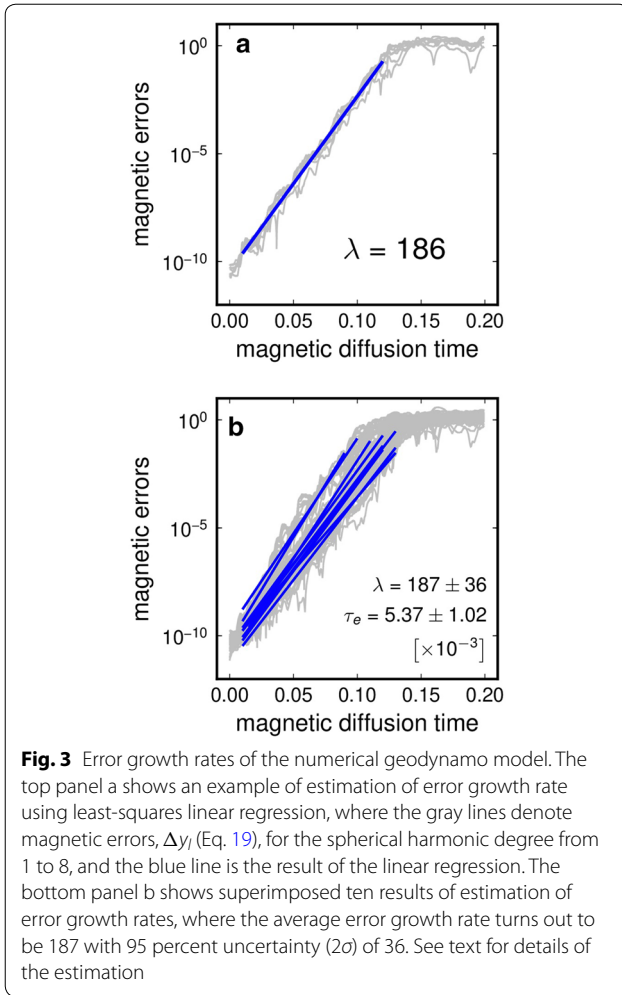 a
10⁰
10⁻⁵
10⁻¹⁰
magnetic errors
λ = 186
0.00 0.05 0.10 0.15 0.20
magnetic diffusion time
b
10⁰
10⁻⁵
10⁻¹⁰
magnetic errors
λ = 187 ± 36
τₑ = 5.37 ± 1.02
[×10⁻³]
0.00 0.05 0.10 0.15 0.20
magnetic diffusion time
Fig. 3 Error growth rates of the numerical geodynamo model. The
top panel a shows an example of estimation of error growth rate
using least-squares linear regression, where the gray lines denote
magnetic errors, Δyₗ (Eq. 19), for the spherical harmonic degree from
1 to 8, and the blue line is the result of the linear regression. The
bottom panel b shows superimposed ten results of estimation of
error growth rates, where the average error growth rate turns out to
be 187 with 95 percent uncertainty (2σ) of 36. See text for details of
the estimation